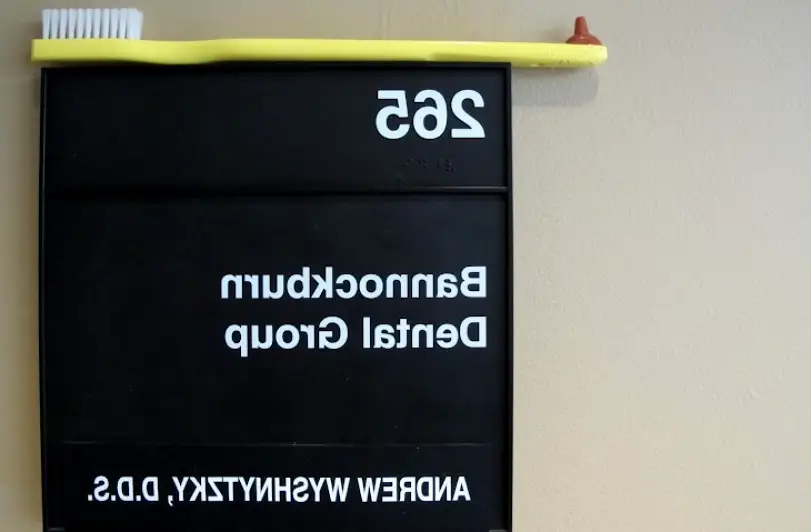 265
Bannockburn
Dental Group
ANDREW WYSHNYTZKY, D.D.S.